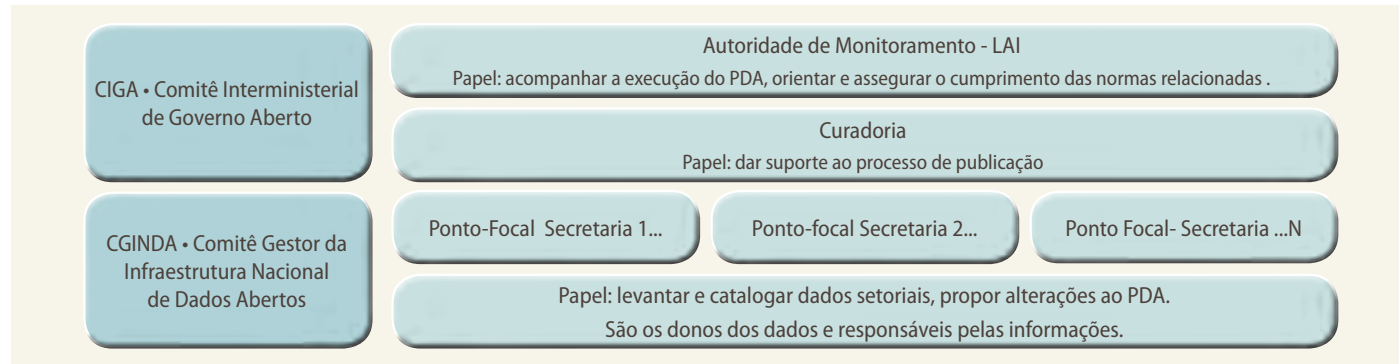 CIGA • Comitê Interministerial
de Governo Aberto
Autoridade de Monitoramento - LAI
Papel: acompanhar a execução do PDA, orientar e assegurar o cumprimento das normas relacionadas .
Curadoria
Papel: dar suporte ao processo de publicação
CGINDA • Comitê Gestor da
Infraestrutura Nacional
de Dados Abertos
Ponto-Focal Secretaria 1...
Ponto-focal Secretaria 2...
Ponto Focal- Secretaria ...N
Papel: levantar e catalogar dados setoriais, propor alterações ao PDA.
São os donos dos dados e responsáveis pelas informações.